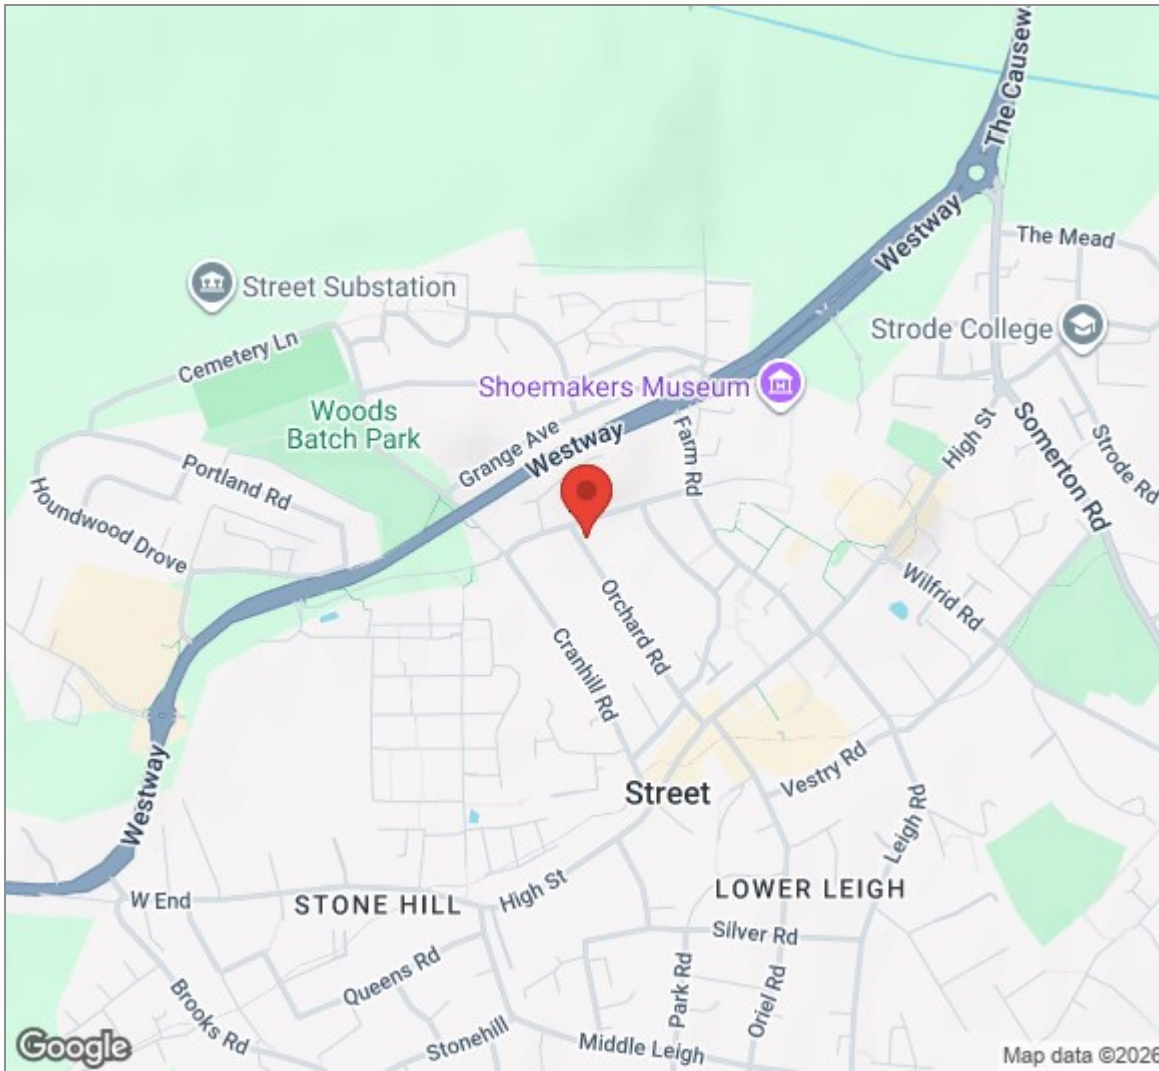 The Causew
Westway
The Mead
Street Substation
Strode College
Cemetery Ln
Shoemakers Museum
Woods
Batch Park
Grange Ave
Westway
Farm Rd
High St
Somerton Rd
Strode Rd
Portland Rd
Houndwood Drove
Orchard Rd
Cranhill Rd
Wilfrid Rd
Westway
Street
Vestry Rd
Leigh Rd
W End
STONE HILL
High St
LOWER LEIGH
Silver Rd
Queens Rd
Park Rd
Oriel Rd
Brooks Rd
Stonehill
Middle Leigh
Google
Map data ©2026